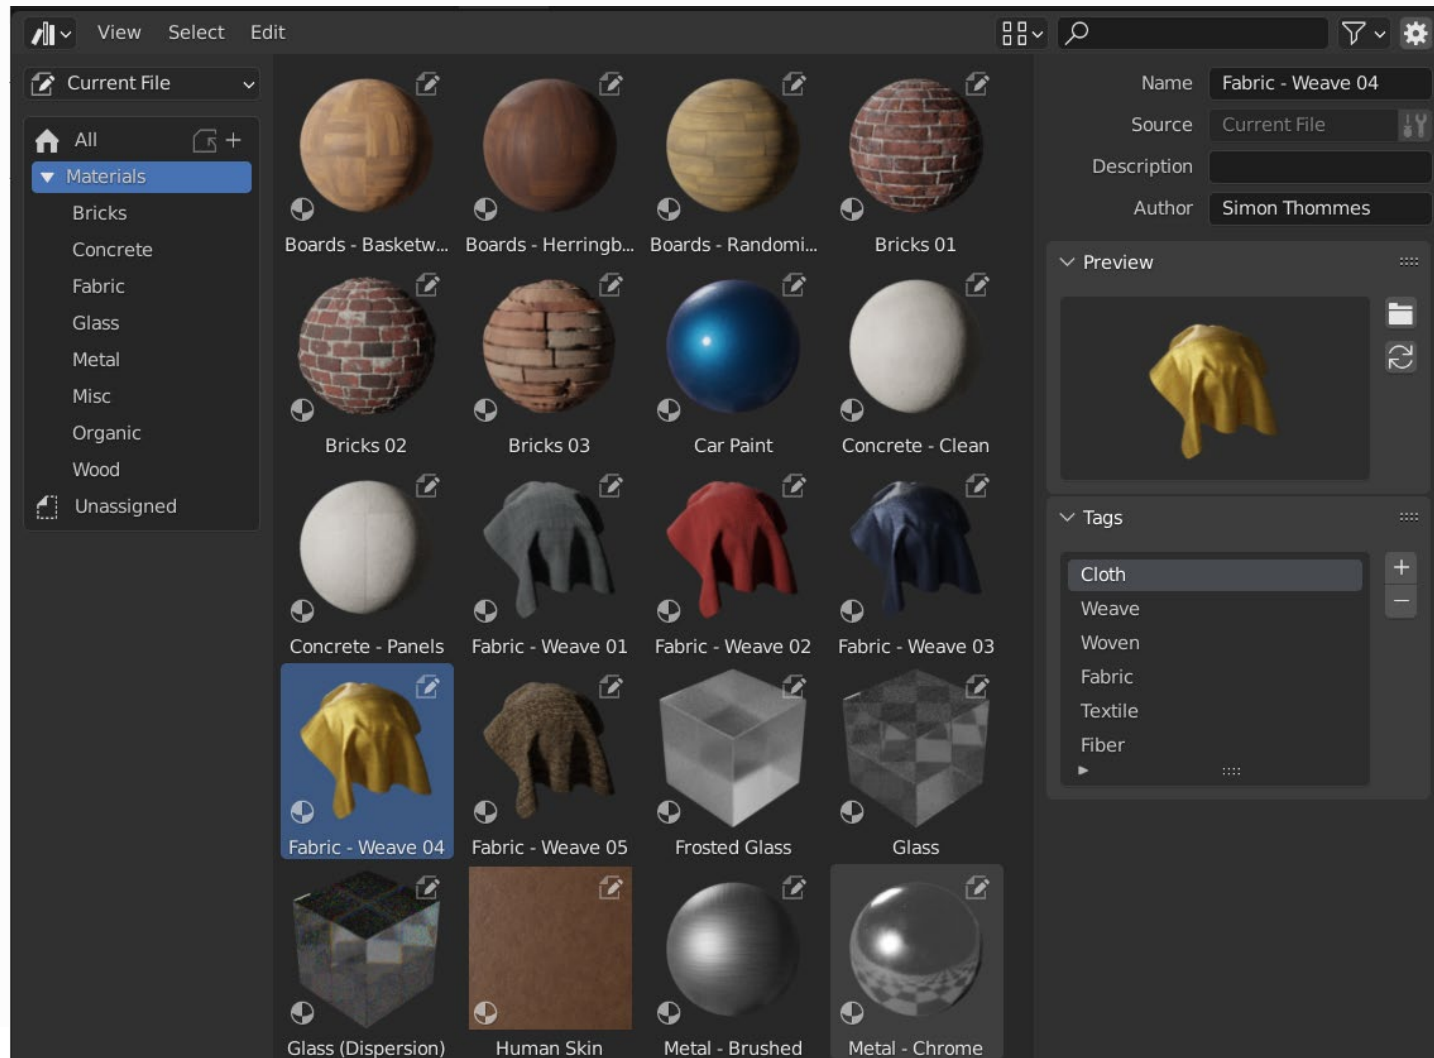 View Select Edit
Current File
All
Materials
Bricks
Concrete
Fabric
Glass
Metal
Misc
Organic
Wood
Unassigned
Boards - Basketw... Boards - Herringb... Boards - Randomi... Bricks 01
Bricks 02 Bricks 03 Car Paint Concrete - Clean
Concrete - Panels Fabric - Weave 01 Fabric - Weave 02 Fabric - Weave 03
Fabric - Weave 04 Fabric - Weave 05 Frosted Glass Glass
Glass (Dispersion) Human Skin Metal - Brushed Metal - Chrome
Name Fabric - Weave 04
Source Current File
Description
Author Simon Thommes
Preview
Tags
Cloth
Weave
Woven
Fabric
Textile
Fiber